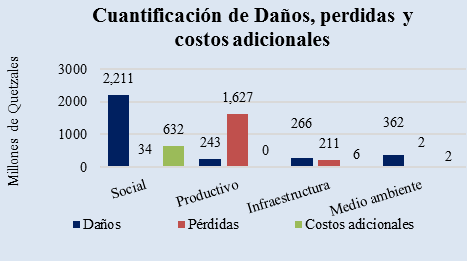 Cuantificación de Daños, perdidas y
costos adicionales
Millones de Quetzales
3000
2000
1000
0
2,211
34
632
243
1,627
0
266
211
6
362
2
2
Social
Productivo
Infraestructura
Medio ambiente
Daños
Pérdidas
Costos adicionales